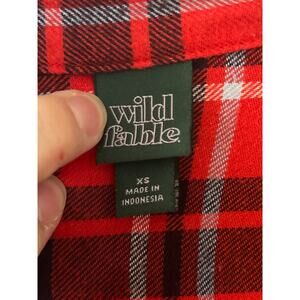 wild
fable.
XS
MADE IN
INDONESIA